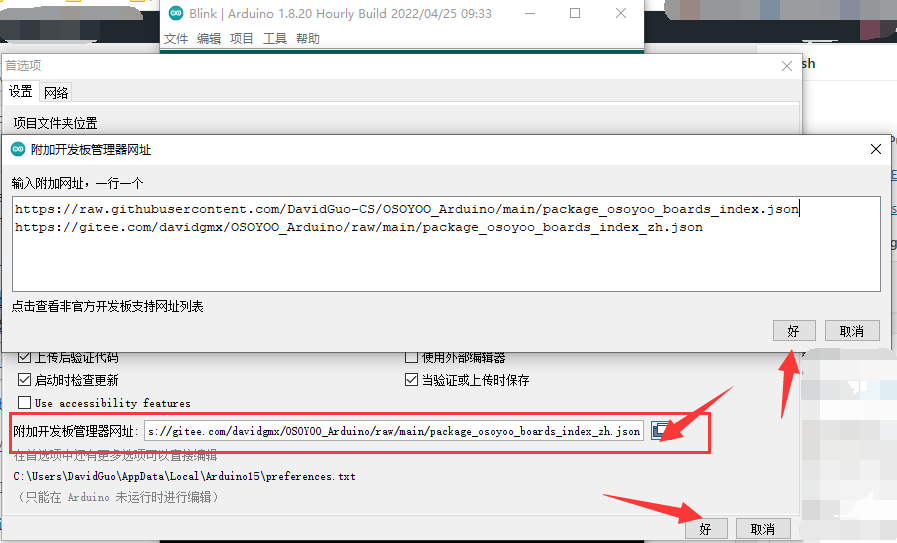 Blink | Arduino 1.8.20 Hourly Build 2022/04/25 09:33
文件 编辑 项目 工具 帮助
首选项
sh
设置 网络
项目文件夹位置
附加开发板管理器网址
输入附加网址，一行一个
https://raw.githubusercontent.com/DavidGuo-CS/OSOYOO_Arduino/main/package_osoyoo_boards_index.json
https://gitee.com/davidgmx/OSOYOO_Arduino/raw/main/package_osoyoo_boards_index_zh.json
点击查看非官方开发板支持网址列表
好 取消
上传后验证代码 使用外部编辑器
启动时检查更新 当验证或上传时保存
Use accessibility features
附加开发板管理器网址: s://gitee.com/davidgmx/OSOYOO_Arduino/raw/main/package_osoyoo_boards_index_zh.json
在首选项中还有更多选项可以直接编辑
C:\Users\DavidGuo\AppData\Local\Arduino15\preferences.txt
（只能在 Arduino 未运行时进行编辑）
好 取消